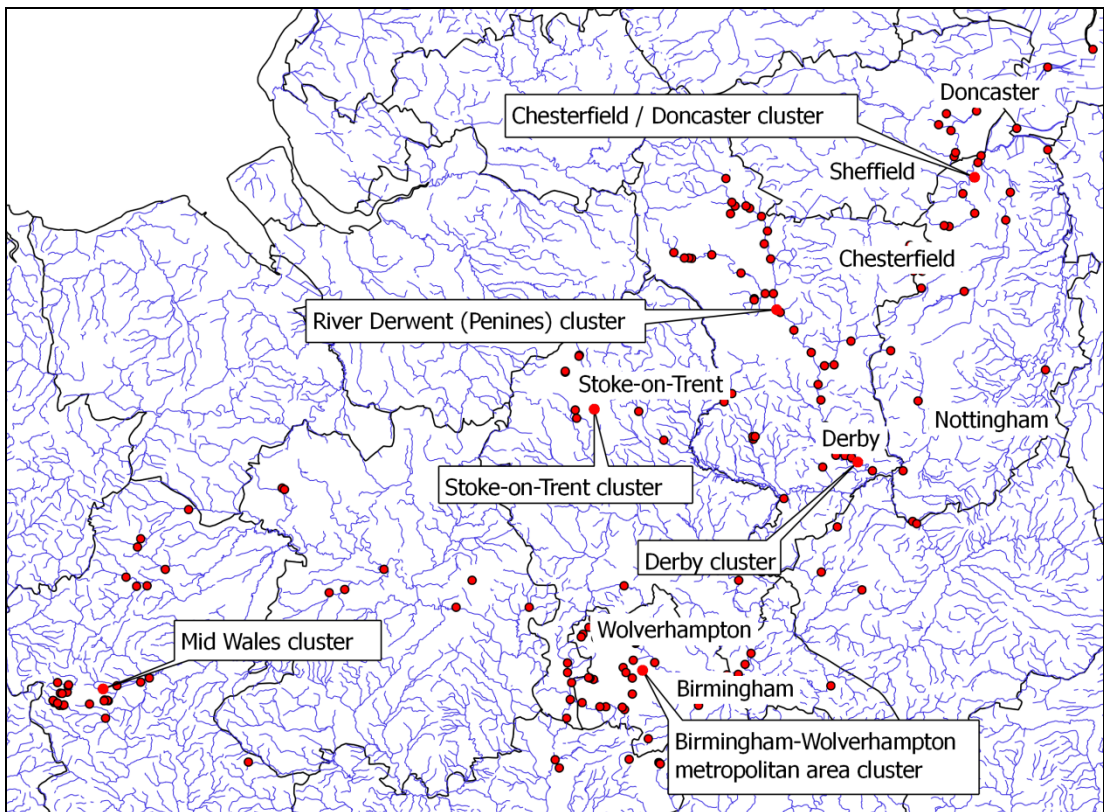 Doncaster
Chesterfield / Doncaster cluster
Sheffield
Chesterfield
River Derwent (Penines) cluster
Stoke-on-Trent
Nottingham
Derby
Stoke-on-Trent cluster
Derby cluster
Wolverhampton
Mid Wales cluster
Birmingham
Birmingham-Wolverhampton
metropolitan area cluster